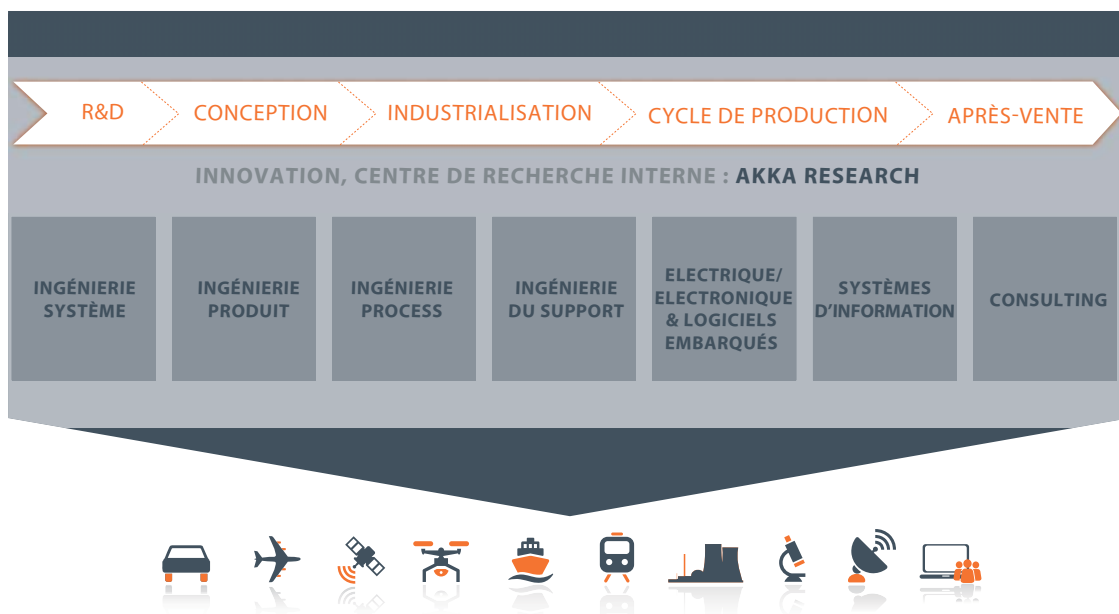 R&D
CONCEPTION
INDUSTRIALISATION
CYCLE DE PRODUCTION
APRÈS-VENTE
INNOVATION, CENTRE DE RECHERCHE INTERNE : AKKA RESEARCH
INGÉNIERIE
SYSTÈME
INGÉNIERIE
PRODUIT
INGÉNIERIE
PROCESS
INGÉNIERIE
DU SUPPORT
ELECTRIQUE/
ELECTRONIQUE
& LOGICIELS
EMBARQUÉS
SYSTÈMES
D'INFORMATION
CONSULTING